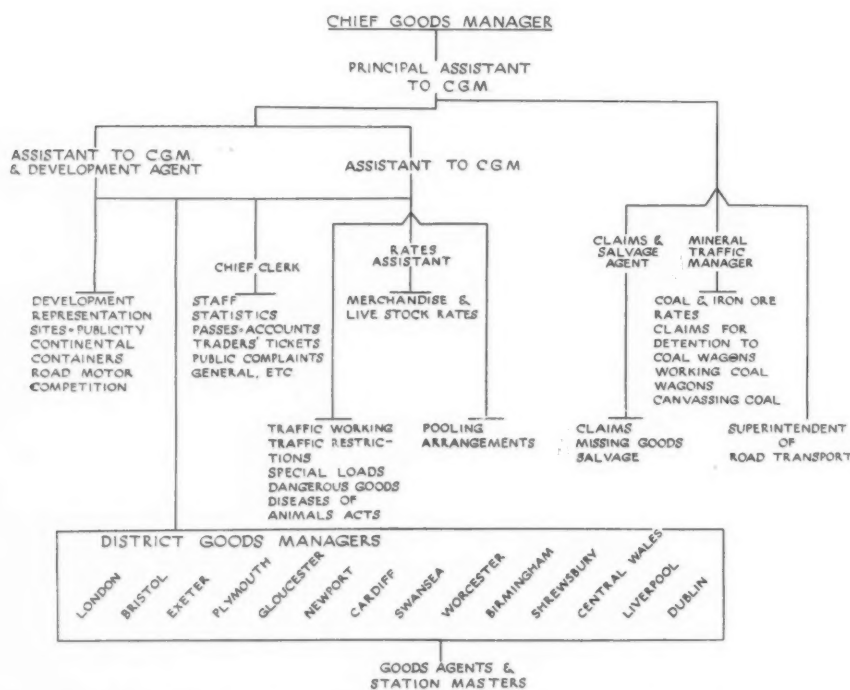 CHIEF GOODS MANAGER
PRINCIPAL ASSISTANT
TO C.G.M.
ASSISTANT TO C.G.M.
& DEVELOPMENT AGENT
ASSISTANT TO CGM
CHIEF CLERK
RATES
ASSISTANT
CLAIMS &
SALVAGE
AGENT
MINERAL
TRAFFIC
MANAGER
DEVELOPMENT
REPRESENTATION
SITES-PUBLICITY
CONTINENTAL
CONTAINERS
ROAD MOTOR
COMPETITION
STAFF
STATISTICS
PASSES-ACCOUNTS
TRADERS' TICKETS
PUBLIC COMPLAINTS
GENERAL, ETC
MERCHANDISE &
LIVE STOCK RATES
COAL & IRON ORE
RATES
CLAIMS FOR
DETENTION TO
COAL WAGONS
WORKING COAL
WAGONS
CANVASSING COAL
TRAFFIC WORKING
TRAFFIC RESTRIC-
TIONS
SPECIAL LOADS
DANGEROUS GOODS
DISEASES OF
ANIMALS ACTS
POOLING
ARRANGEMENTS
CLAIMS
MISSING GOODS
SALVAGE
SUPERINTENDENT
OF
ROAD TRANSPORT
DISTRICT GOODS MANAGERS
LONDON
BRISTOL
EXETER
PLYMOUTH
GLOUCESTER
NEWPORT
CARDIFF
SWANSEA
WORCESTER
BIRMINGHAM
SHREWSBURY
CENTRAL WALES
LIVERPOOL
DUBLIN
GOODS AGENTS &
STATION MASTERS